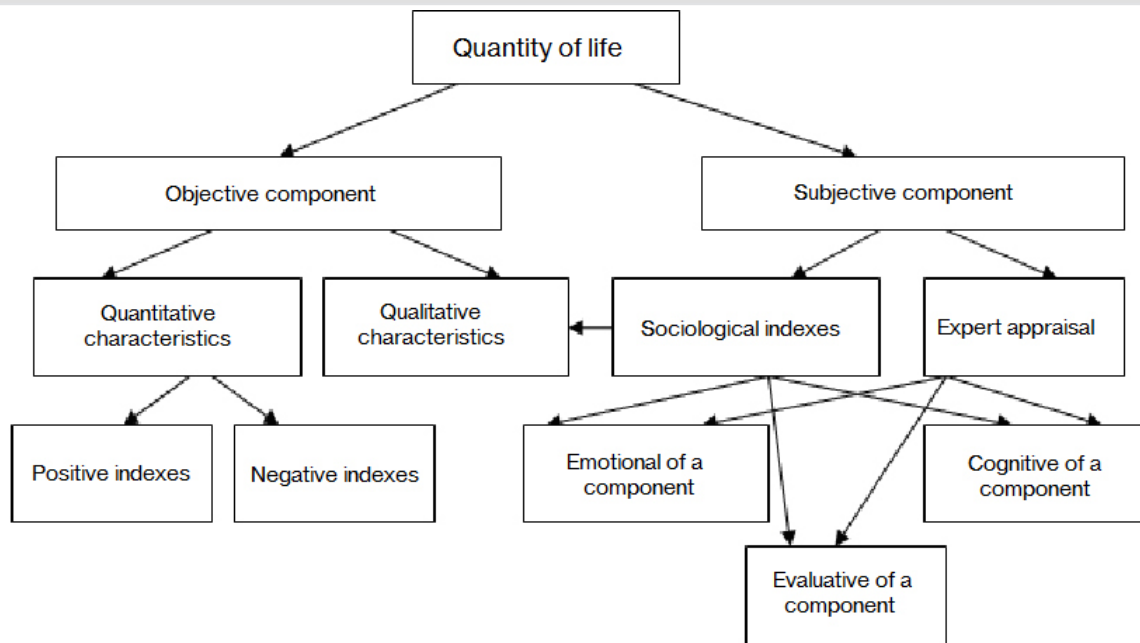 Quantity of life
Objective component
Subjective component
Quantitative
characteristics
Qualitative
characteristics
Sociological indexes
Expert appraisal
Positive indexes
Negative indexes
Emotional of a
component
Cognitive of a
component
Evaluative of a
component